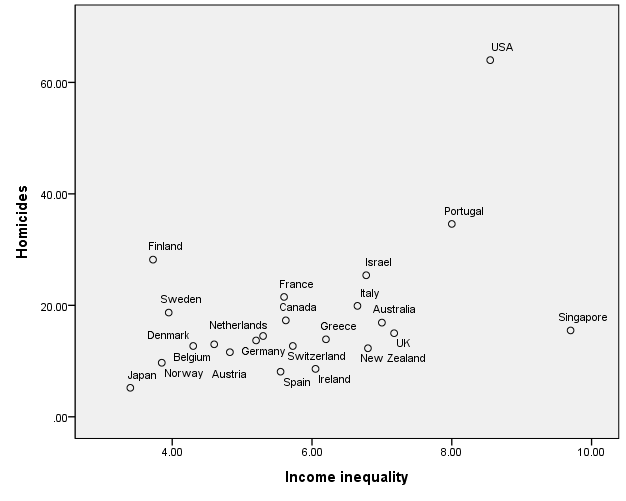 USA
60.00
Portugal
40.00
Homicides
Finland
Israel
France
Italy
Sweden
Canada
Australia
20.00
Singapore
Netherlands
Greece
Denmark
UK
Belgium
Germany
Switzerland
New Zealand
Japan
Norway
Austria
Spain
Ireland
.00
4.00 6.00 8.00 10.00
Income inequality